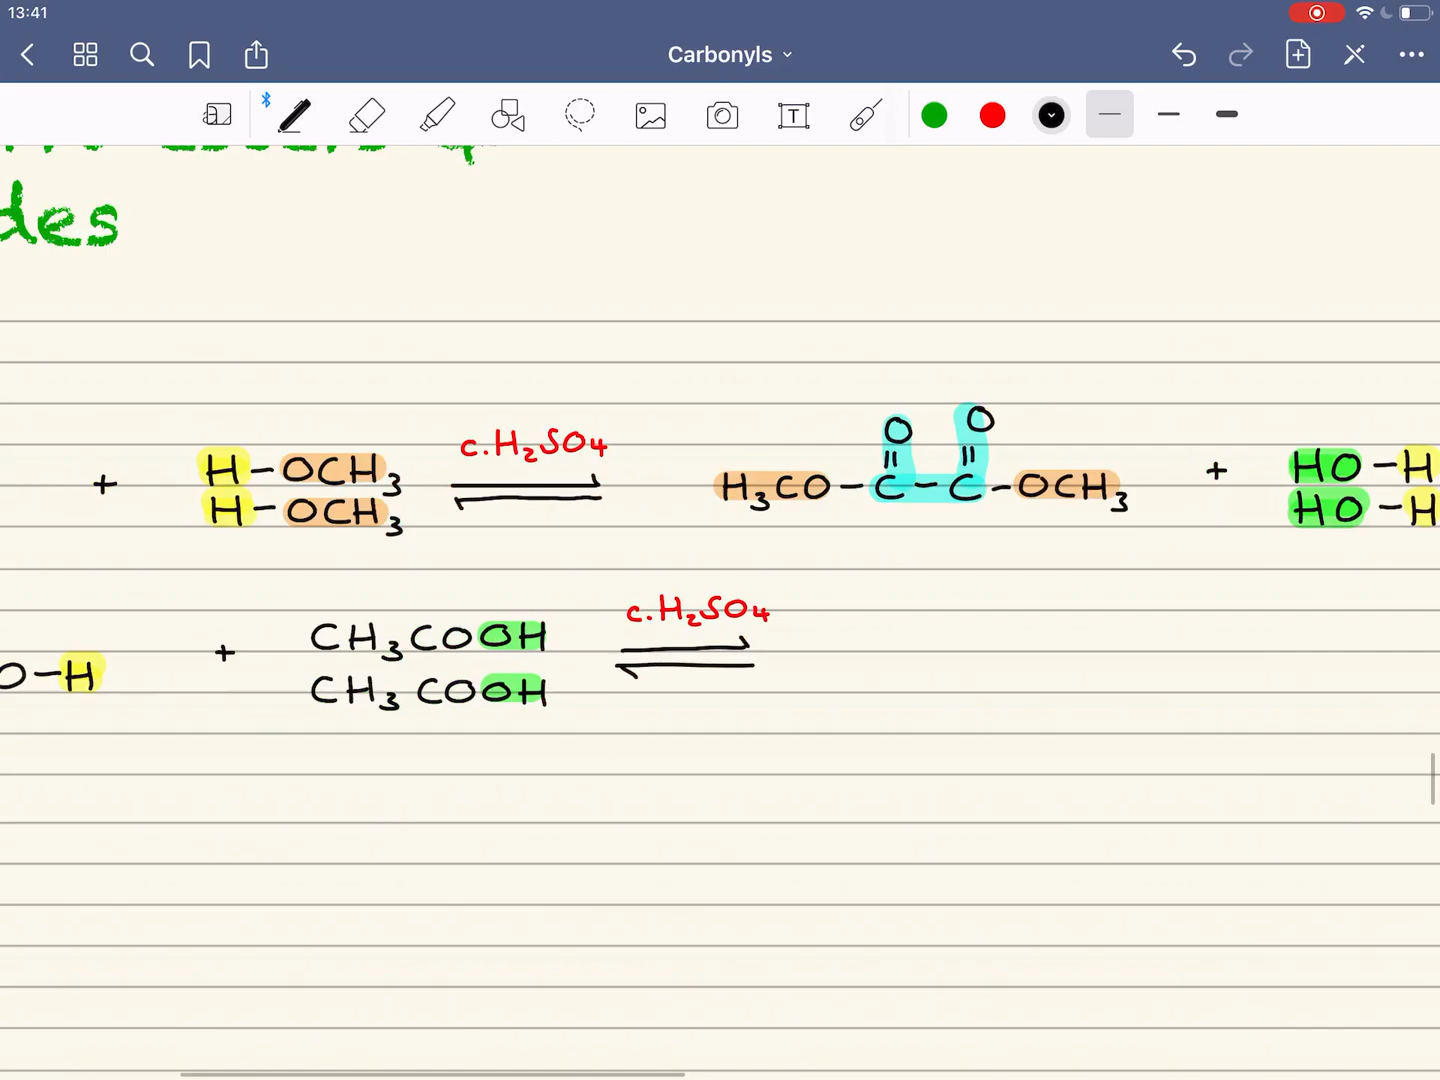 13:41
Carbonyls
T
des
c.H₂SO₄
O O
+ H-OCH₃ ⇌ H₃CO-C-C-OCH₃ + HO-H
H-OCH₃ HO-H
c.H₂SO₄
O-H + CH₃COOH ⇌
CH₃COOH